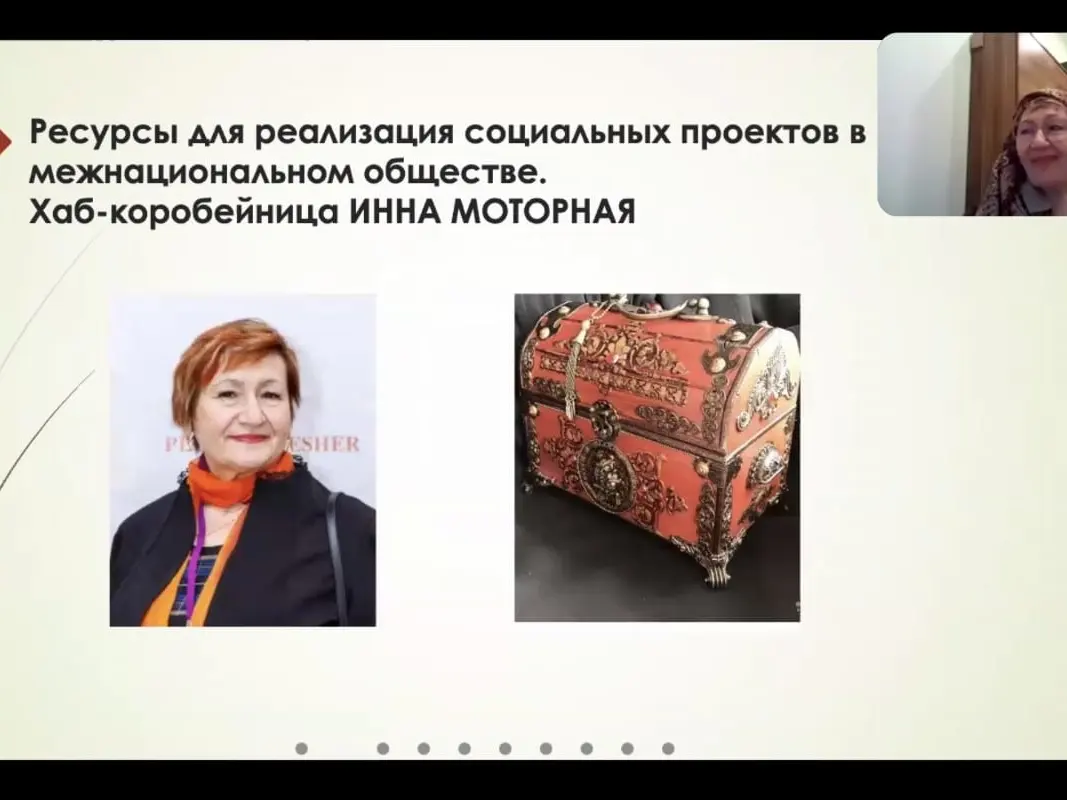 Ресурсы для реализация социальных проектов в
межнациональном обществе.
Хаб-коробейница ИННА МОТОРНАЯ